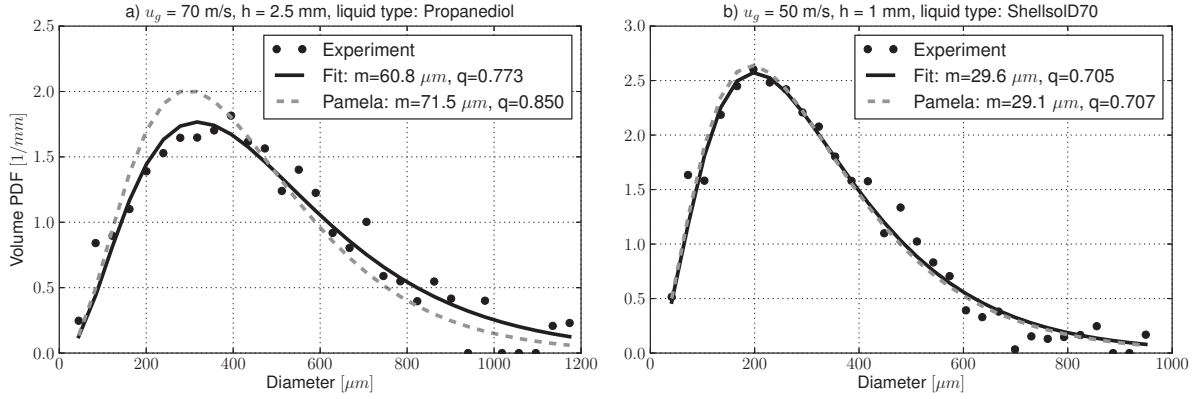 a) u_g = 70 m/s, h = 2.5 mm, liquid type: Propanediol
2.5
2.0
1.5
1.0
0.5
0.0
Volume PDF [1/mm]
Experiment
Fit: m=60.8 μm, q=0.773
Pamela: m=71.5 μm, q=0.850
0 200 400 600 800 1000 1200
Diameter [μm]
b) u_g = 50 m/s, h = 1 mm, liquid type: ShellsolD70
3.0
2.5
2.0
1.5
1.0
0.5
0.0
Experiment
Fit: m=29.6 μm, q=0.705
Pamela: m=29.1 μm, q=0.707
0 200 400 600 800 1000
Diameter [μm]